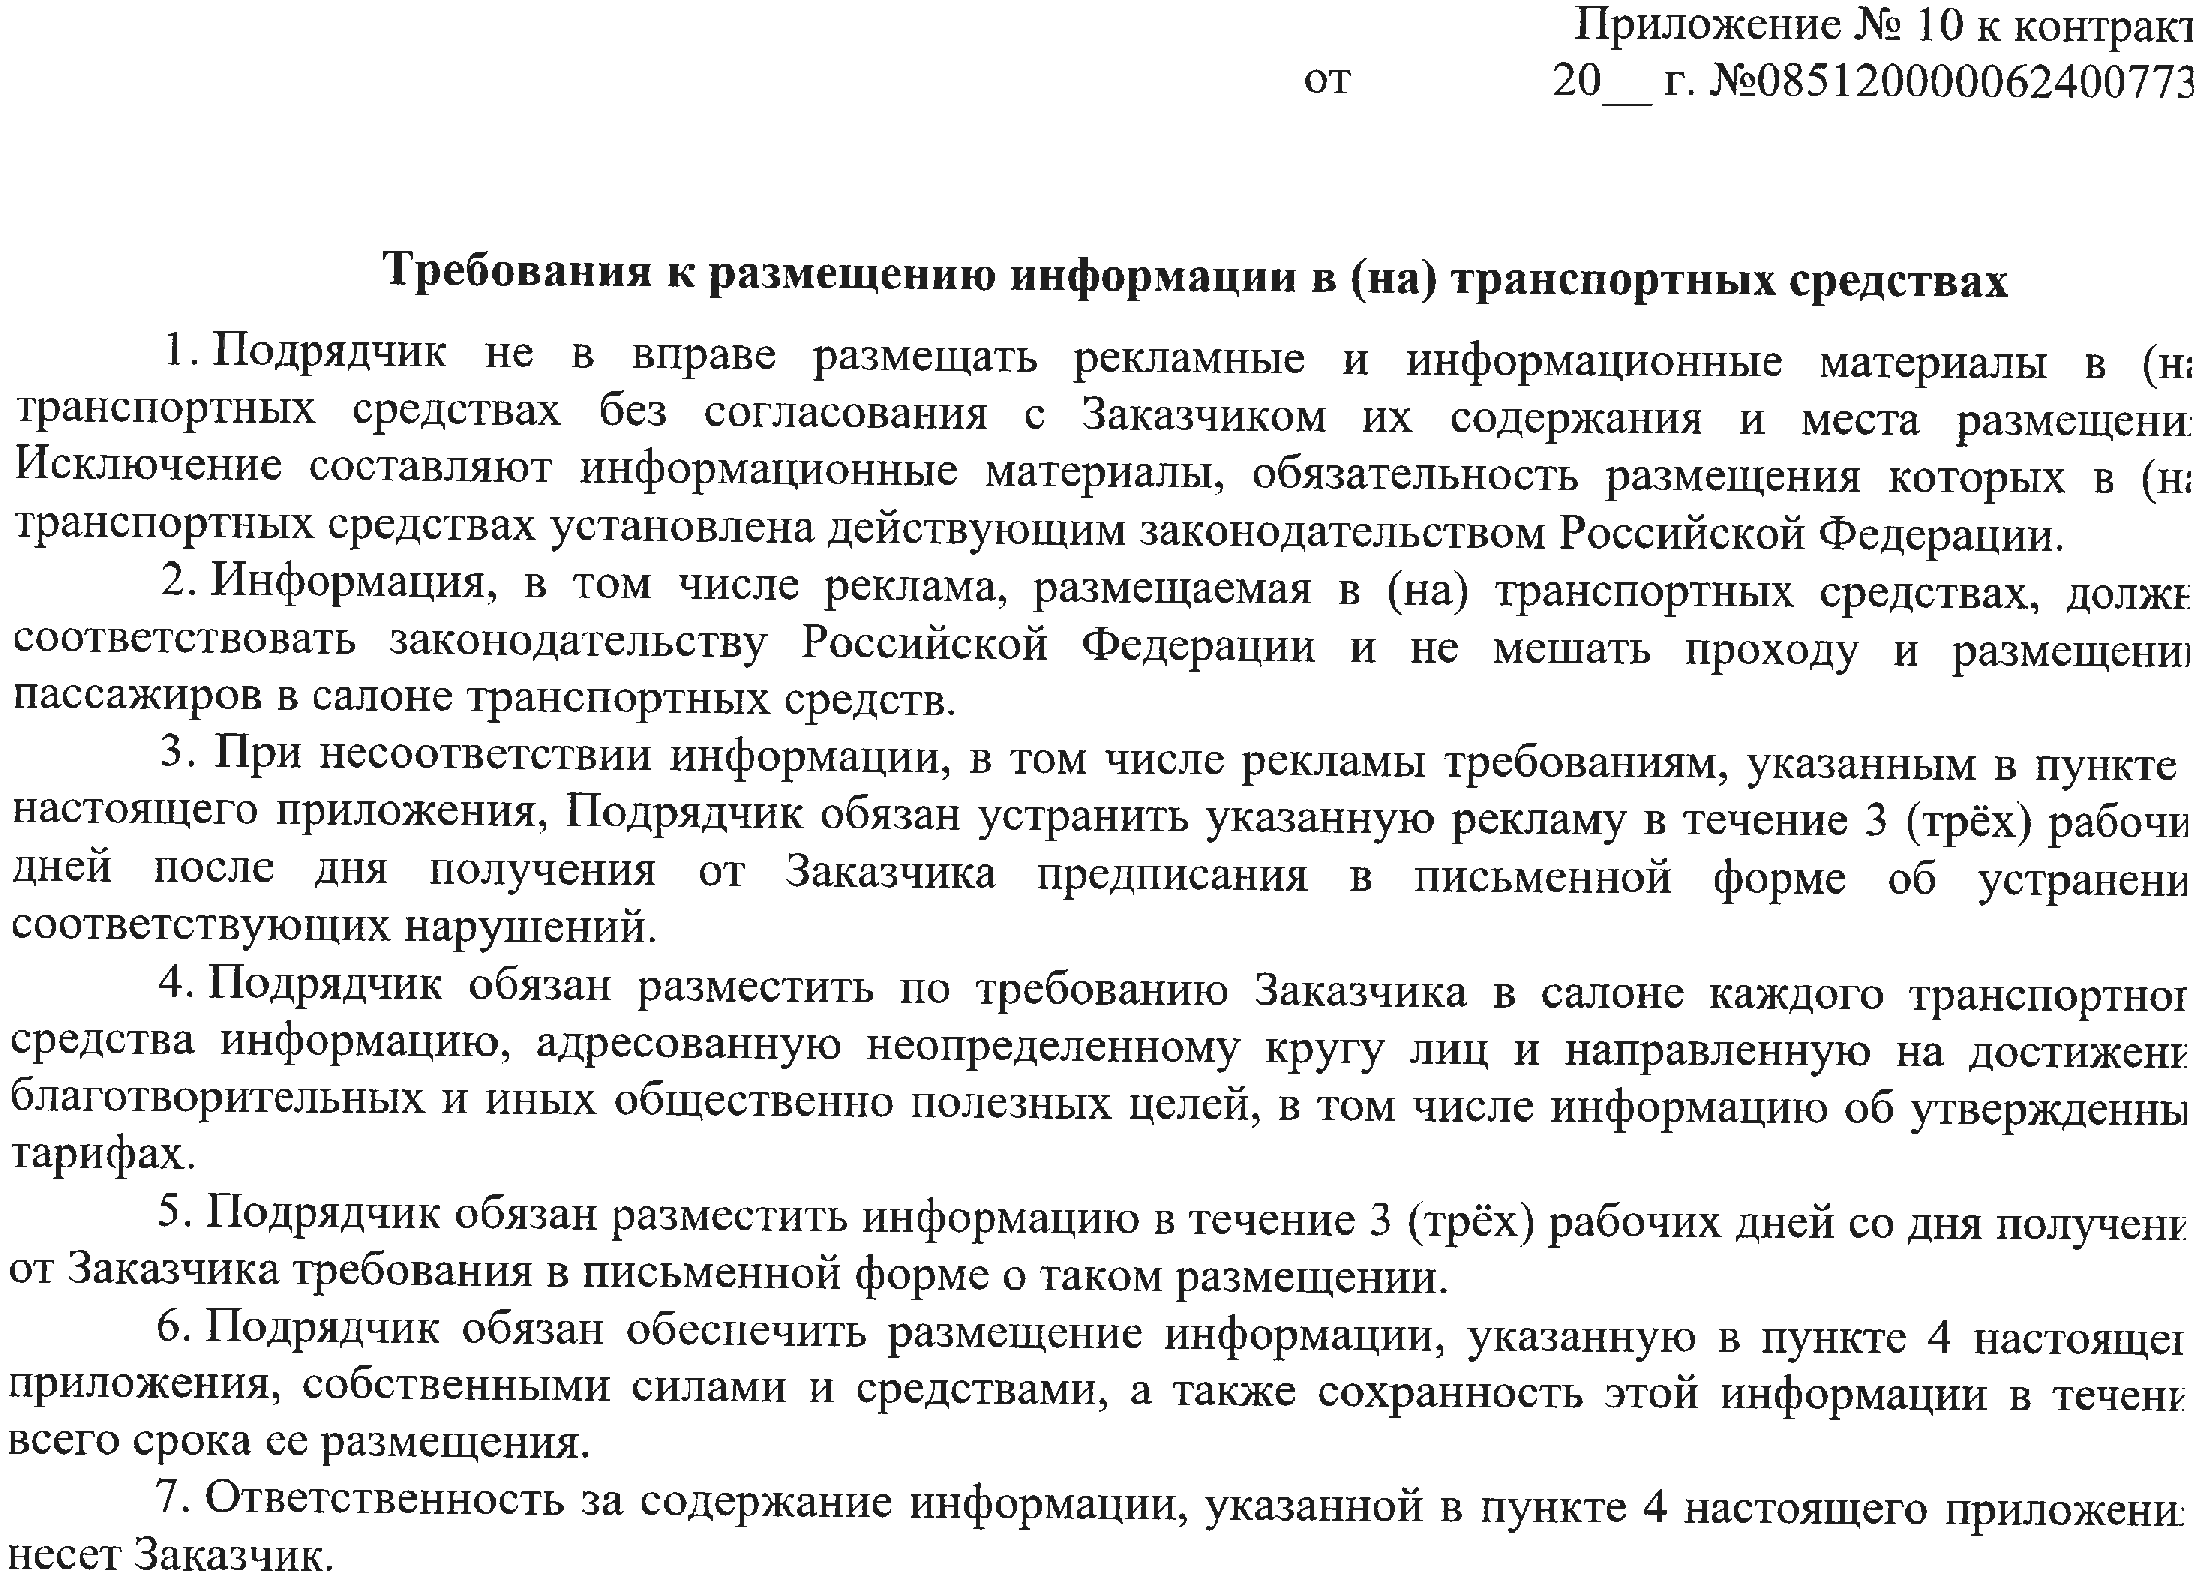 Приложение № 10 к контракт
от 20__ г. №085120000062400773
Требования к размещению информации в (на) транспортных средствах
1. Подрядчик не в вправе размещать рекламные и информационные материалы в (на
транспортных средствах без согласования с Заказчиком их содержания и места размещени
Исключение составляют информационные материалы, обязательность размещения которых в (на
транспортных средствах установлена действующим законодательством Российской Федерации.
2. Информация, в том числе реклама, размещаемая в (на) транспортных средствах, должн
соответствовать законодательству Российской Федерации и не мешать проходу и размещени
пассажиров в салоне транспортных средств.
3. При несоответствии информации, в том числе рекламы требованиям, указанным в пункте
настоящего приложения, Подрядчик обязан устранить указанную рекламу в течение 3 (трёх) рабочи
дней после дня получения от Заказчика предписания в письменной форме об устранени
соответствующих нарушений.
4. Подрядчик обязан разместить по требованию Заказчика в салоне каждого транспортног
средства информацию, адресованную неопределенному кругу лиц и направленную на достижени
благотворительных и иных общественно полезных целей, в том числе информацию об утвержденны
тарифах.
5. Подрядчик обязан разместить информацию в течение 3 (трёх) рабочих дней со дня получени
от Заказчика требования в письменной форме о таком размещении.
6. Подрядчик обязан обеспечить размещение информации, указанную в пункте 4 настоящег
приложения, собственными силами и средствами, а также сохранность этой информации в течени
всего срока ее размещения.
7. Ответственность за содержание информации, указанной в пункте 4 настоящего приложени
несет Заказчик.